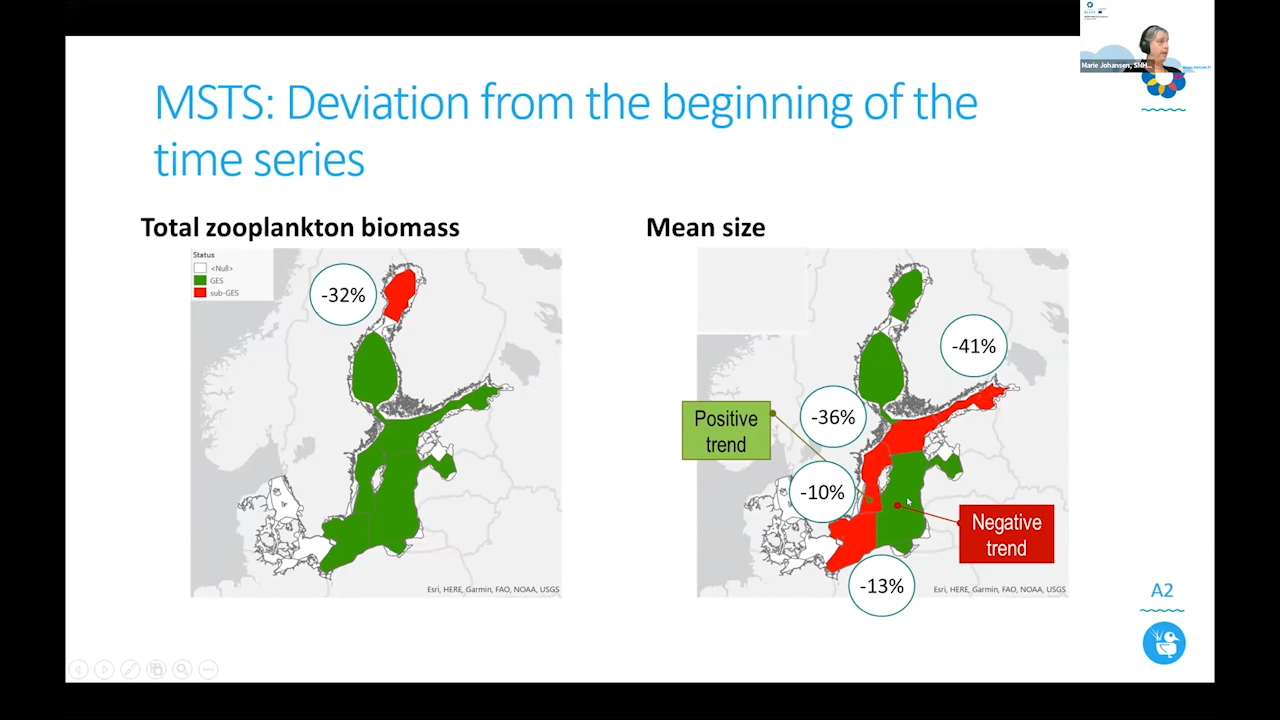 Marie Johansen, SMH...
MSTS: Deviation from the beginning of the
time series
Total zooplankton biomass
Mean size
Status
<Null>
GES
sub-GES
-32%
-41%
Positive
trend
-36%
-10%
Negative
trend
-13%
Esri, HERE, Garmin, FAO, NOAA, USGS
Esri, HERE, Garmin, FAO, NOAA, USGS
A2